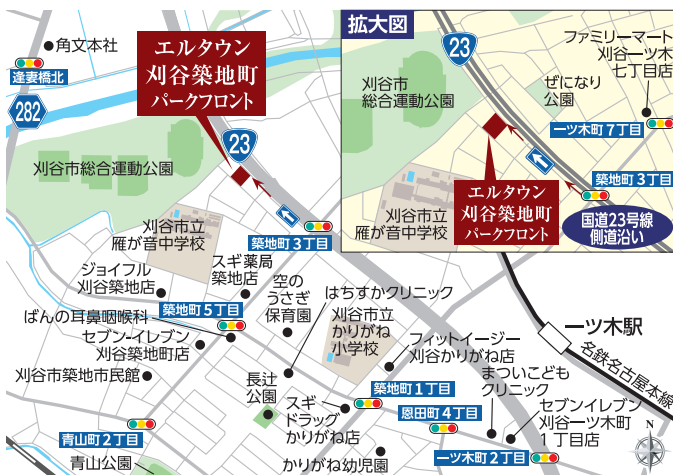 角文本社
逢妻橋北
282
エルタウン
刈谷築地町
パークフロント
23
刈谷市総合運動公園
刈谷市立
雁が音中学校
築地町3丁目
ジョイフル
刈谷築地店
スギ薬局
築地店
空の
うさぎ
保育園
はちすかクリニック
築地町5丁目
ばんの耳鼻咽喉科
セブン-イレブン
刈谷築地町店
刈谷市築地市民館
刈谷市立
かりがね
小学校
フィットイージー
刈谷かりがね店
一ツ木駅
名鉄名古屋本線
長辻
公園
スギ
ドラッグ
かりがね店
築地町1丁目
恩田町4丁目
まついこども
クリニック
セブンイレブン
刈谷一ツ木町
1丁目店
青山町2丁目
青山公園
かりがね幼児園
一ツ木町2丁目
N
拡大図
23
ファミリーマート
刈谷一ツ木
七丁目店
刈谷市
総合運動公園
ぜになり
公園
一ツ木町7丁目
築地町3丁目
エルタウン
刈谷築地町
パークフロント
刈谷市立
雁が音中学校
国道23号線
側道沿い